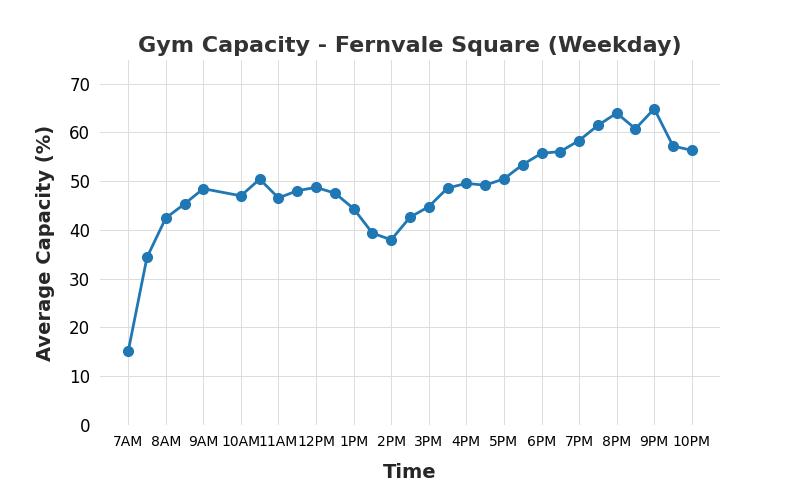 Gym Capacity - Fernvale Square (Weekday)
Average Capacity (%)
70
60
50
40
30
20
10
0
7AM 8AM 9AM 10AM 11AM 12PM 1PM 2PM 3PM 4PM 5PM 6PM 7PM 8PM 9PM 10PM
Time